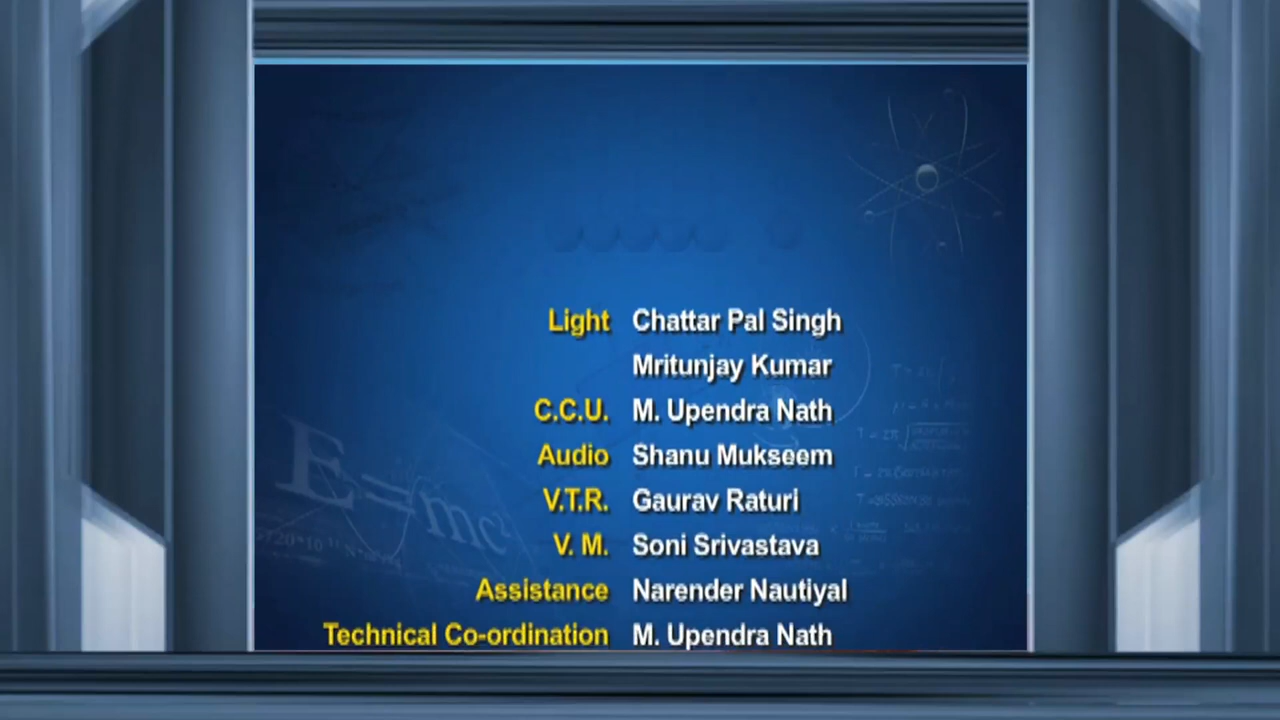 Light Chattar Pal Singh
Mritunjay Kumar
C.C.U. M. Upendra Nath
Audio Shanu Mukseem
V.T.R. Gaurav Raturi
V. M. Soni Srivastava
Assistance Narender Nautiyal
Technical Co-ordination M. Upendra Nath
E=mc²